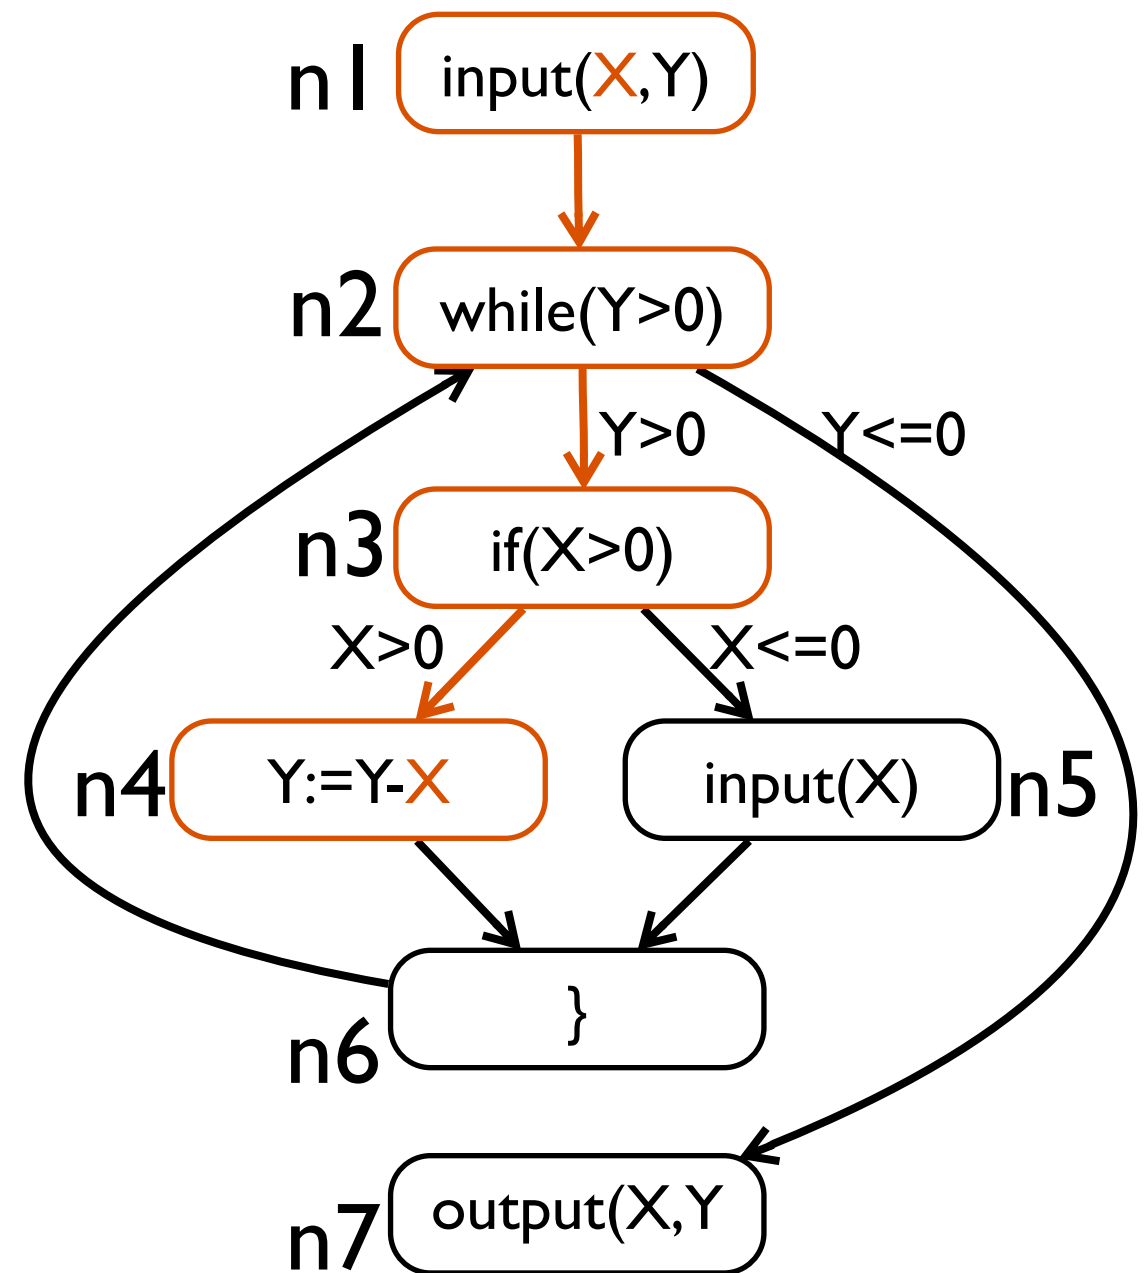 n1
input(X,Y)
n2
while(Y>0)
Y>0
Y<=0
n3
if(X>0)
X>0
X<=0
n4
Y:=Y-X
input(X)
n5
}
n6
output(X,Y
n7